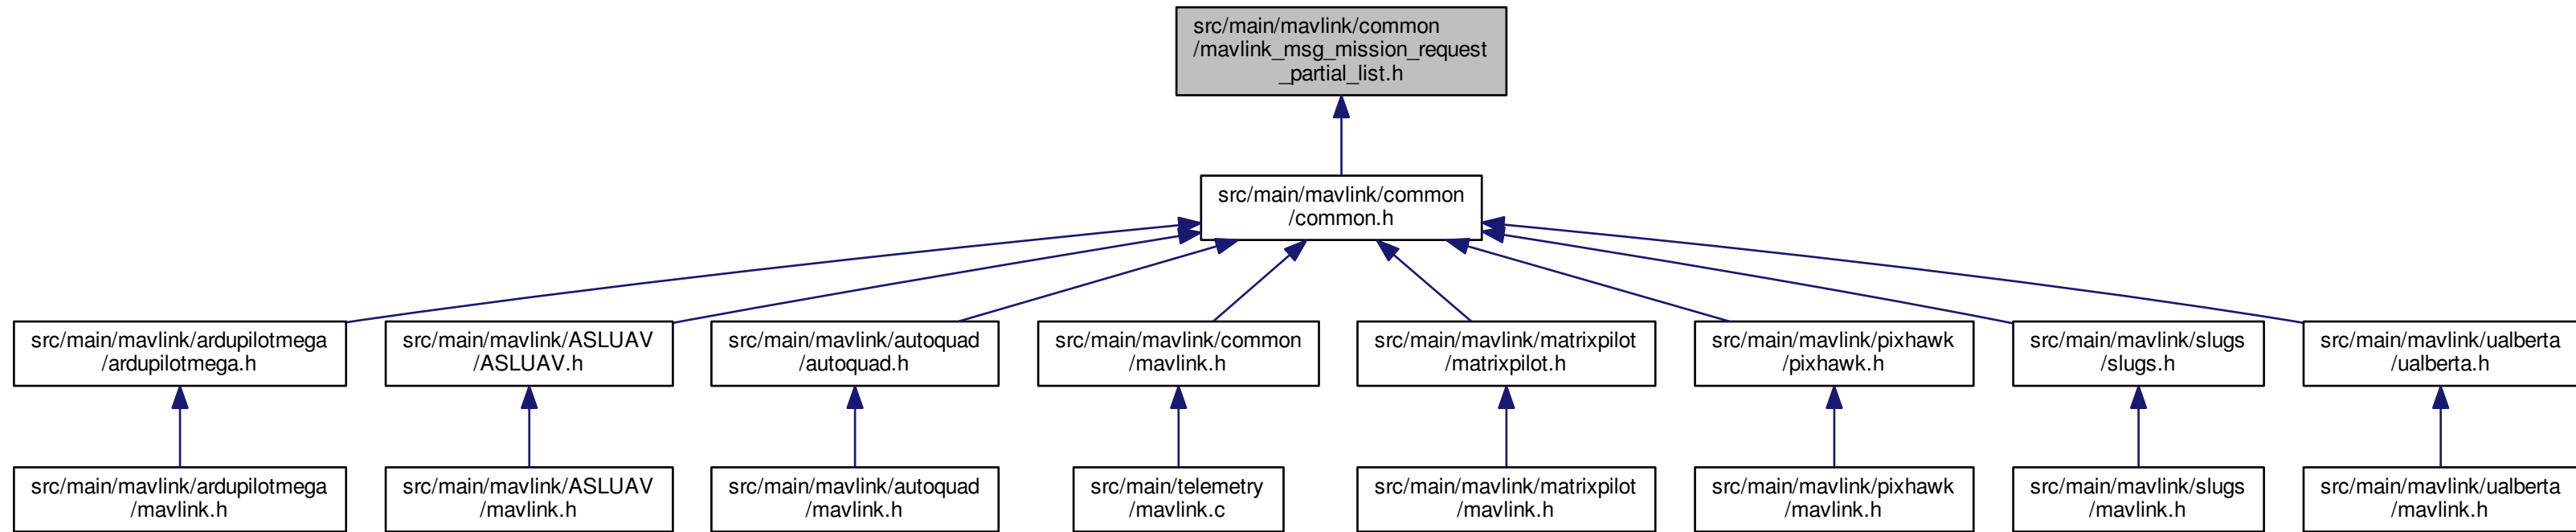 src/main/mavlink/common
/mavlink_msg_mission_request
_partial_list.h
src/main/mavlink/common
/common.h
src/main/mavlink/ardupilotmega
/ardupilotmega.h
src/main/mavlink/ASLUAV
/ASLUAV.h
src/main/mavlink/autoquad
/autoquad.h
src/main/mavlink/common
/mavlink.h
src/main/mavlink/matrixpilot
/matrixpilot.h
src/main/mavlink/pixhawk
/pixhawk.h
src/main/mavlink/slugs
/slugs.h
src/main/mavlink/ualberta
/ualberta.h
src/main/mavlink/ardupilotmega
/mavlink.h
src/main/mavlink/ASLUAV
/mavlink.h
src/main/mavlink/autoquad
/mavlink.h
src/main/telemetry
/mavlink.c
src/main/mavlink/matrixpilot
/mavlink.h
src/main/mavlink/pixhawk
/mavlink.h
src/main/mavlink/slugs
/mavlink.h
src/main/mavlink/ualberta
/mavlink.h